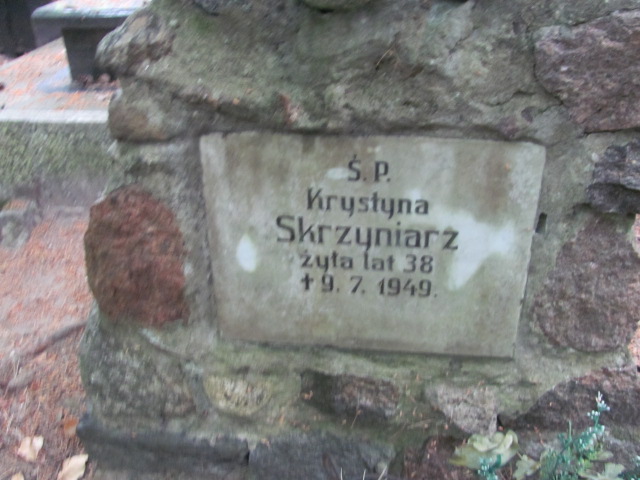 Ś. P.
Krystyna
Skrzyniarz
żyła lat 38
✝ 9. 7. 1949.